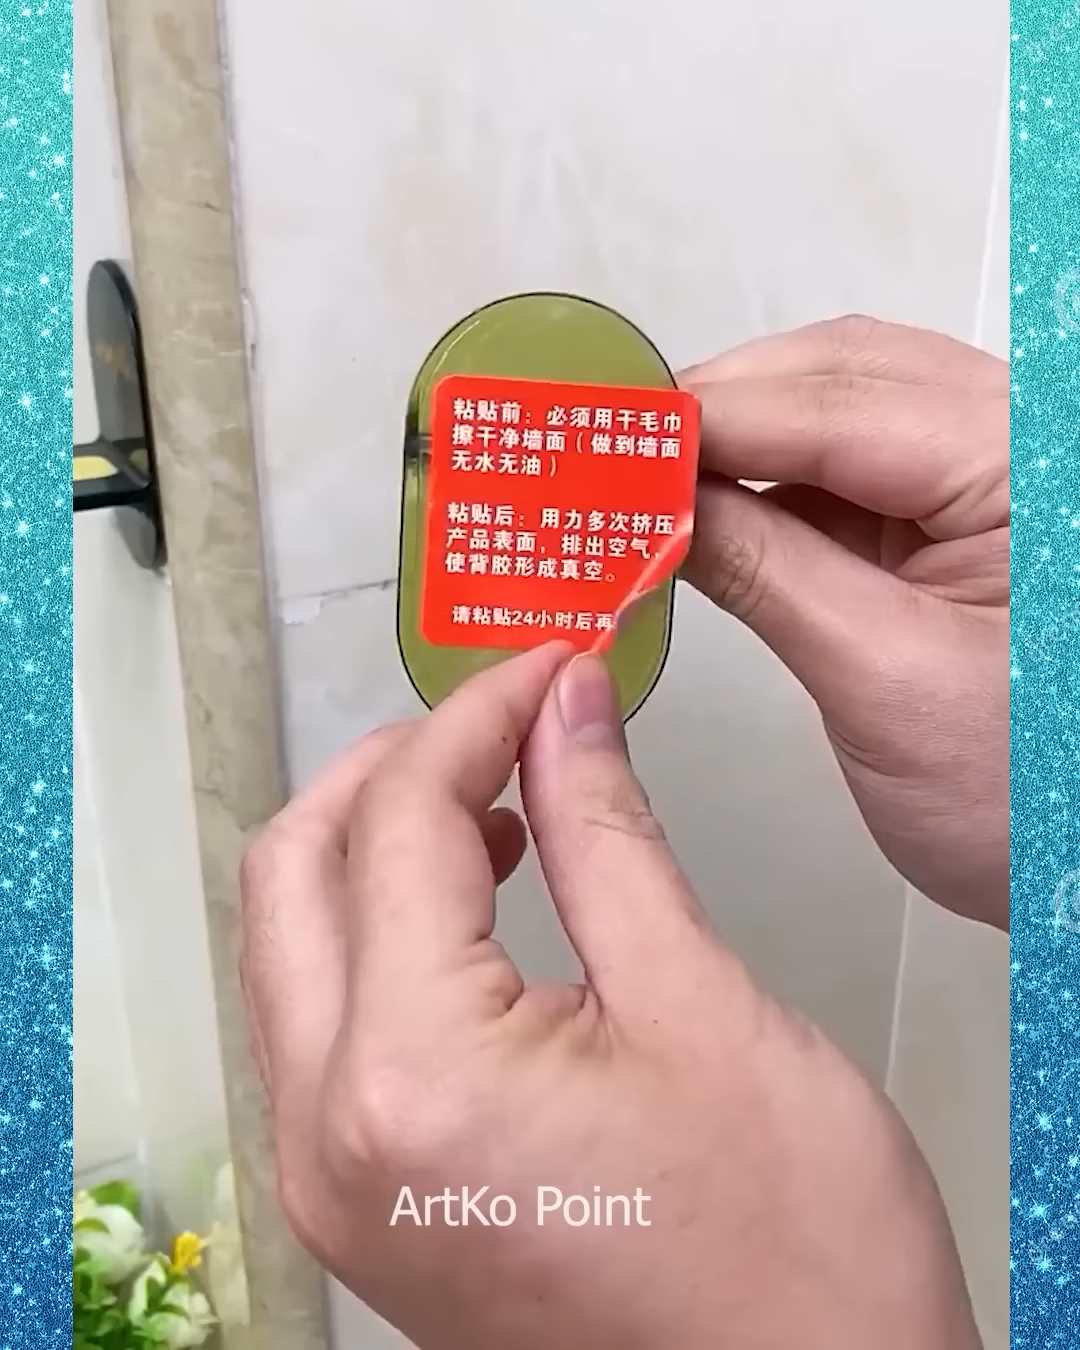 粘贴前：必须用干毛巾
擦干净墙面（做到墙面
无水无油）
粘贴后：用力多次挤压
产品表面，排出空气，
使背胶形成真空。
请粘贴24小时后再
ArtKo Point